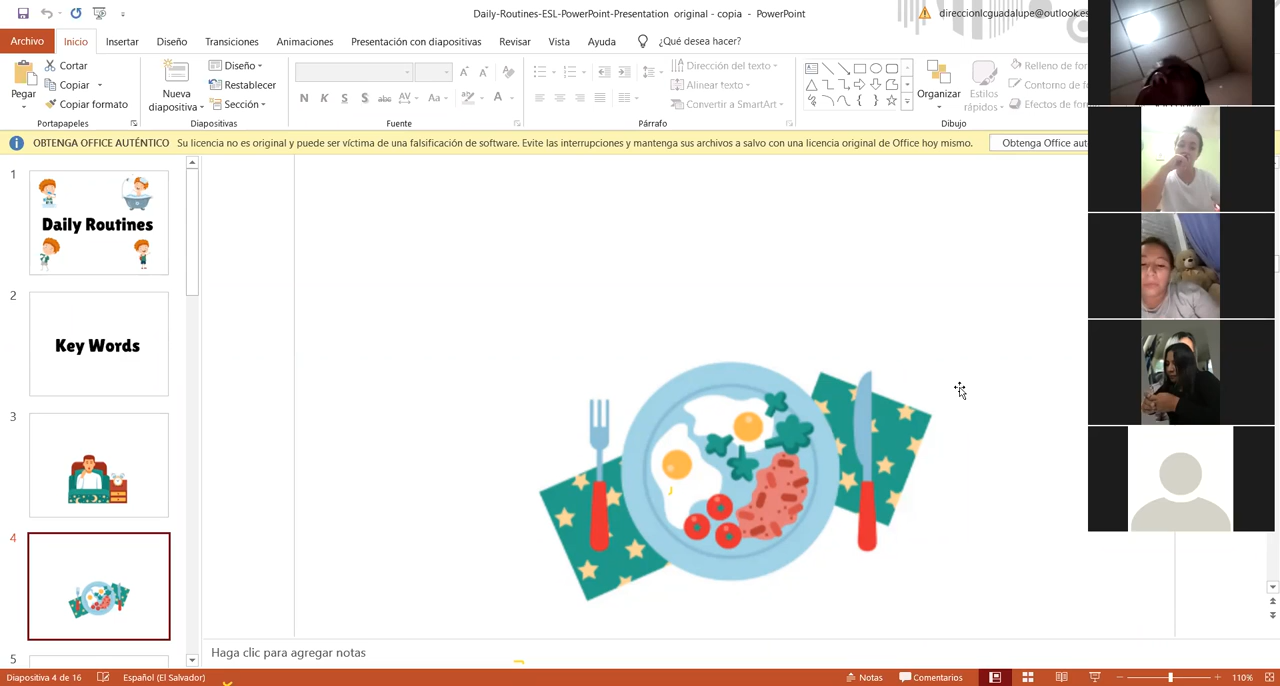 Daily-Routines-ESL-PowerPoint-Presentation original - copia - PowerPoint
direccionlcguadalupe@outlook.es
Archivo Inicio Insertar Diseño Transiciones Animaciones Presentación con diapositivas Revisar Vista Ayuda ¿Qué desea hacer?
Pegar
Cortar
Copiar
Copiar formato
Portapapeles
Nueva
diapositiva
Diseño
Restablecer
Sección
Diapositivas
N K S S abc AV Aa A
Fuente
Dirección del texto
Alinear texto
Convertir a SmartArt
Párrafo
Organizar
Estilos
rápidos
Relleno de
Contorno de
Efectos de
Dibujo
OBTENGA OFFICE AUTÉNTICO Su licencia no es original y puede ser víctima de una falsificación de software. Evite las interrupciones y mantenga sus archivos a salvo con una licencia original de Office hoy mismo.
Obtenga Office
1
Daily Routines
2
Key Words
3
4
5
Haga clic para agregar notas
Diapositiva 4 de 16 Español (El Salvador) Notas Comentarios 110%